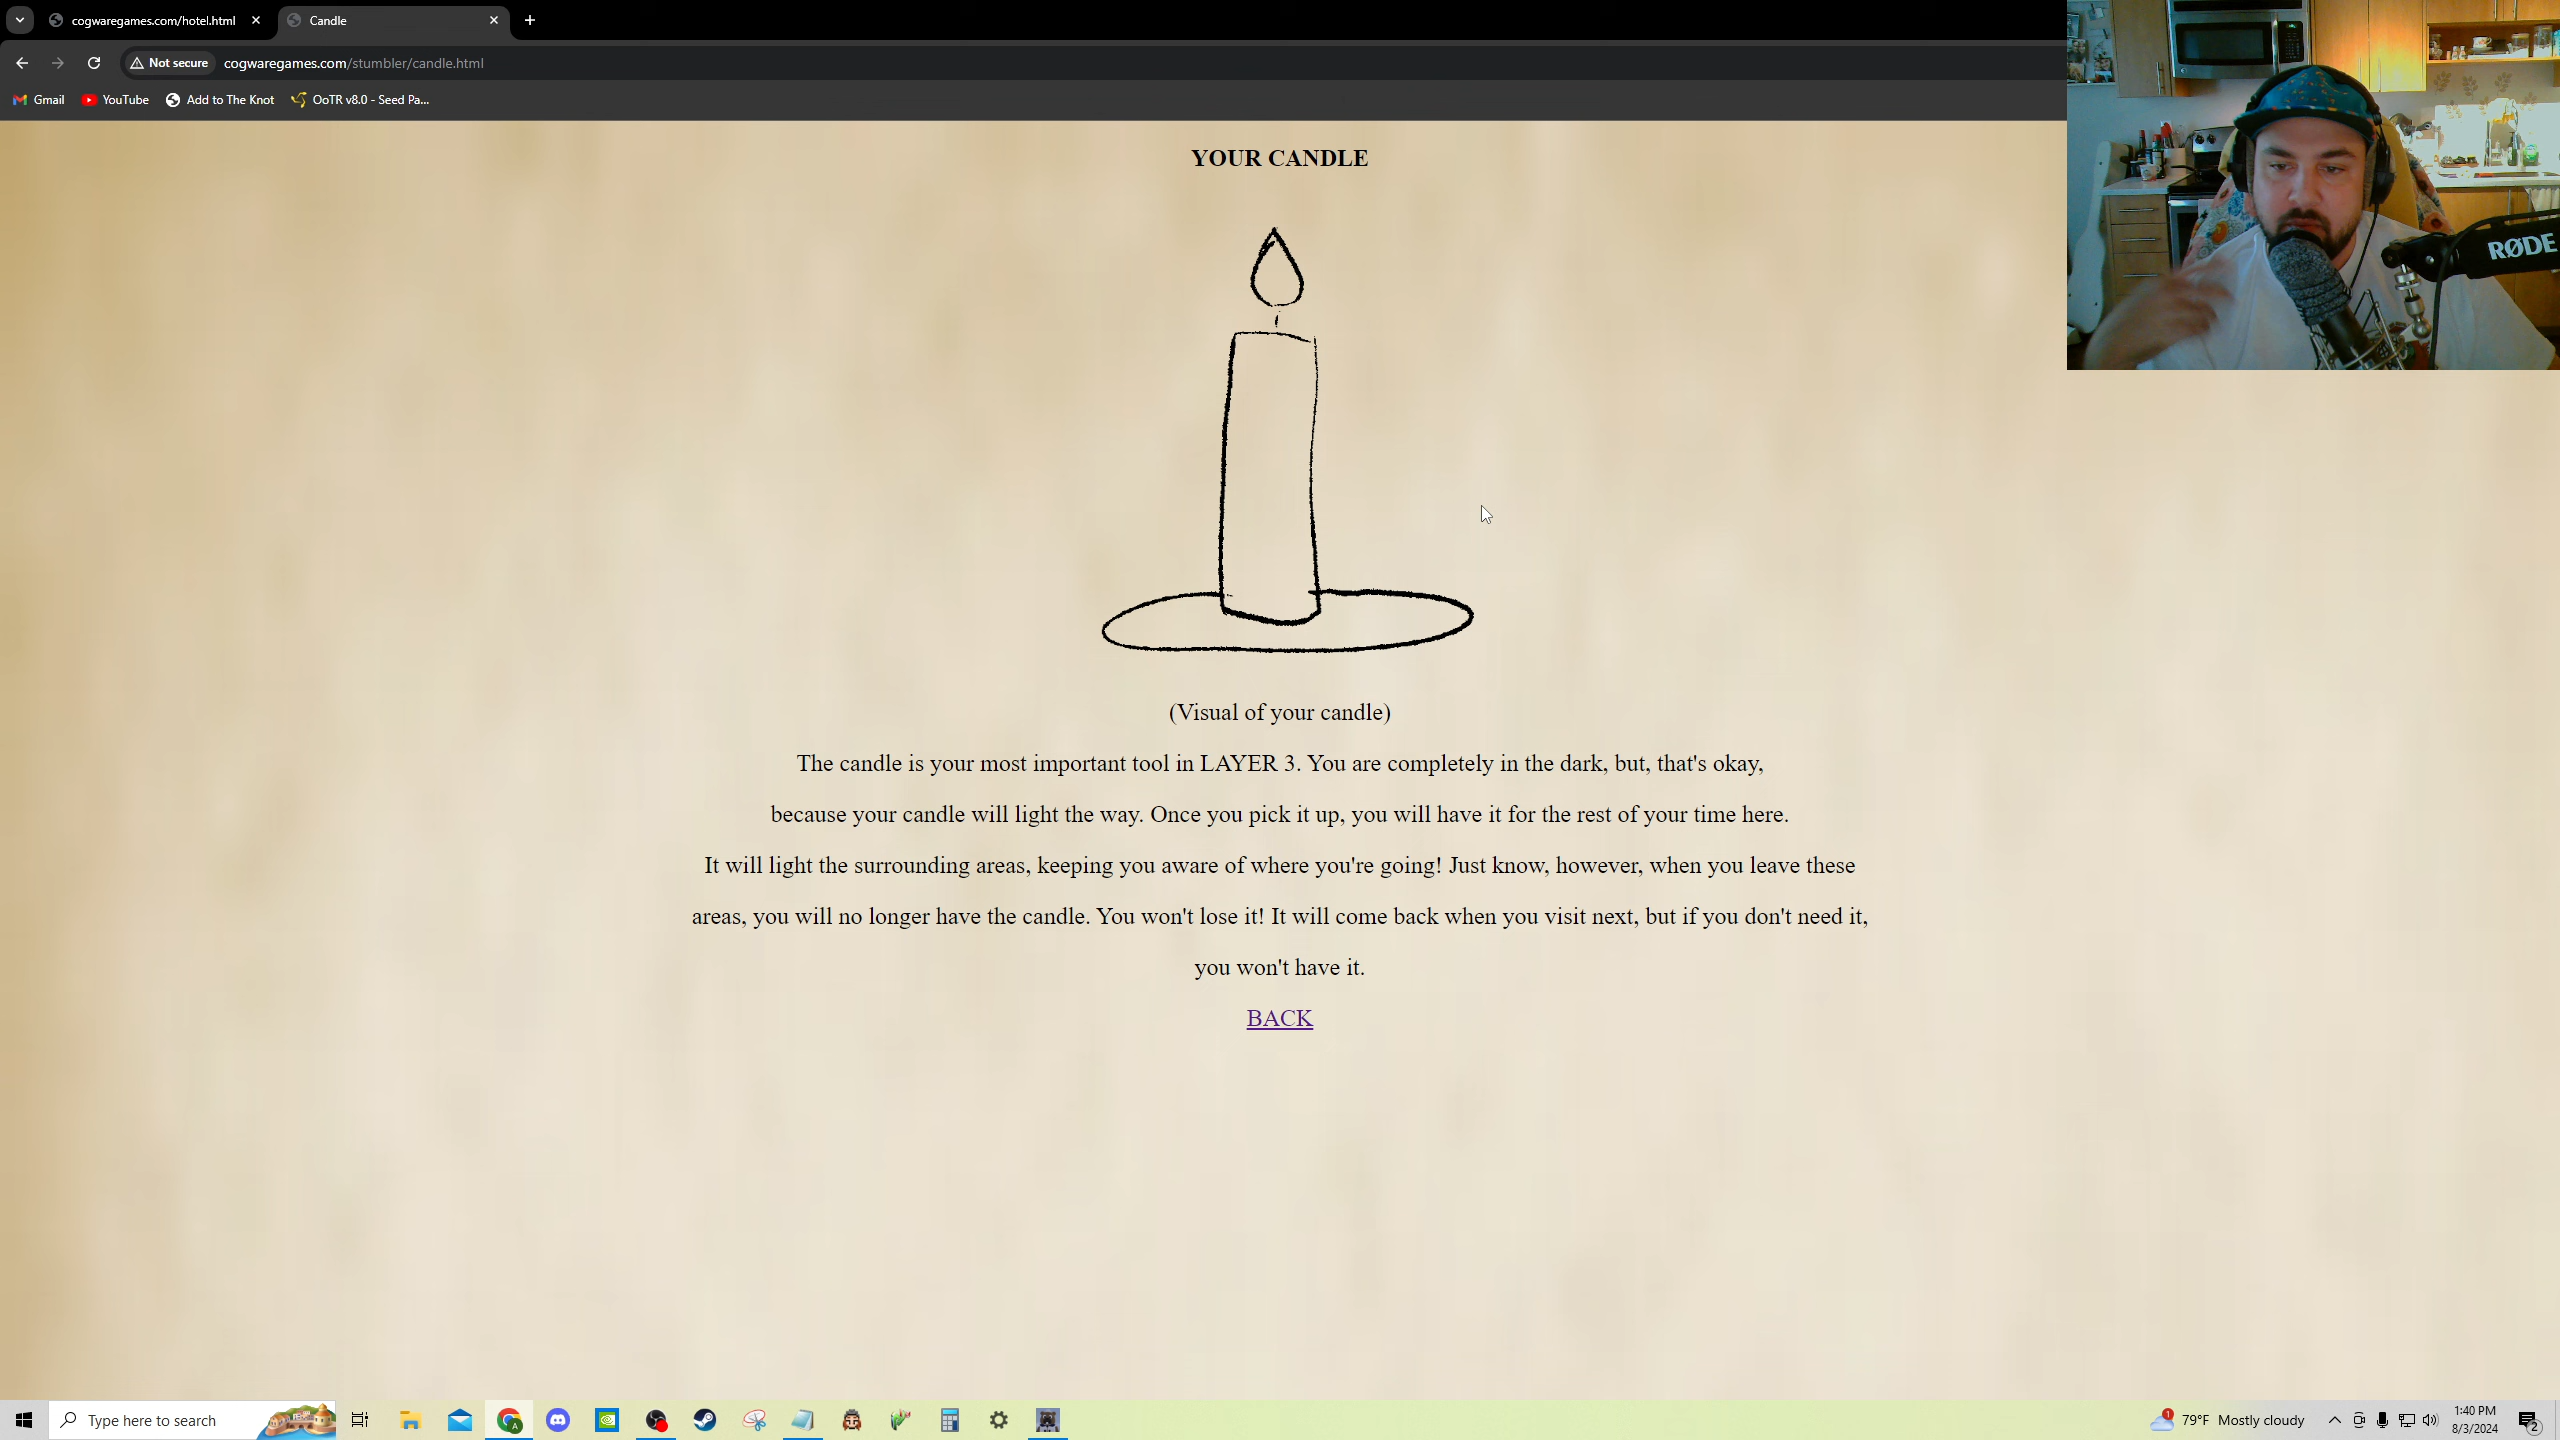 cogwaregames.com/hotel.html
Candle
Not secure
cogwaregames.com/stumbler/candle.html
Gmail
YouTube
Add to The Knot
OoTR v8.0 - Seed Pa...
RØDE
YOUR CANDLE
(Visual of your candle)
The candle is your most important tool in LAYER 3. You are completely in the dark, but, that's okay,
because your candle will light the way. Once you pick it up, you will have it for the rest of your time here.
It will light the surrounding areas, keeping you aware of where you're going! Just know, however, when you leave these
areas, you will no longer have the candle. You won't lose it! It will come back when you visit next, but if you don't need it,
you won't have it.
BACK
Type here to search
1
79°F Mostly cloudy
1:40 PM
8/3/2024
2